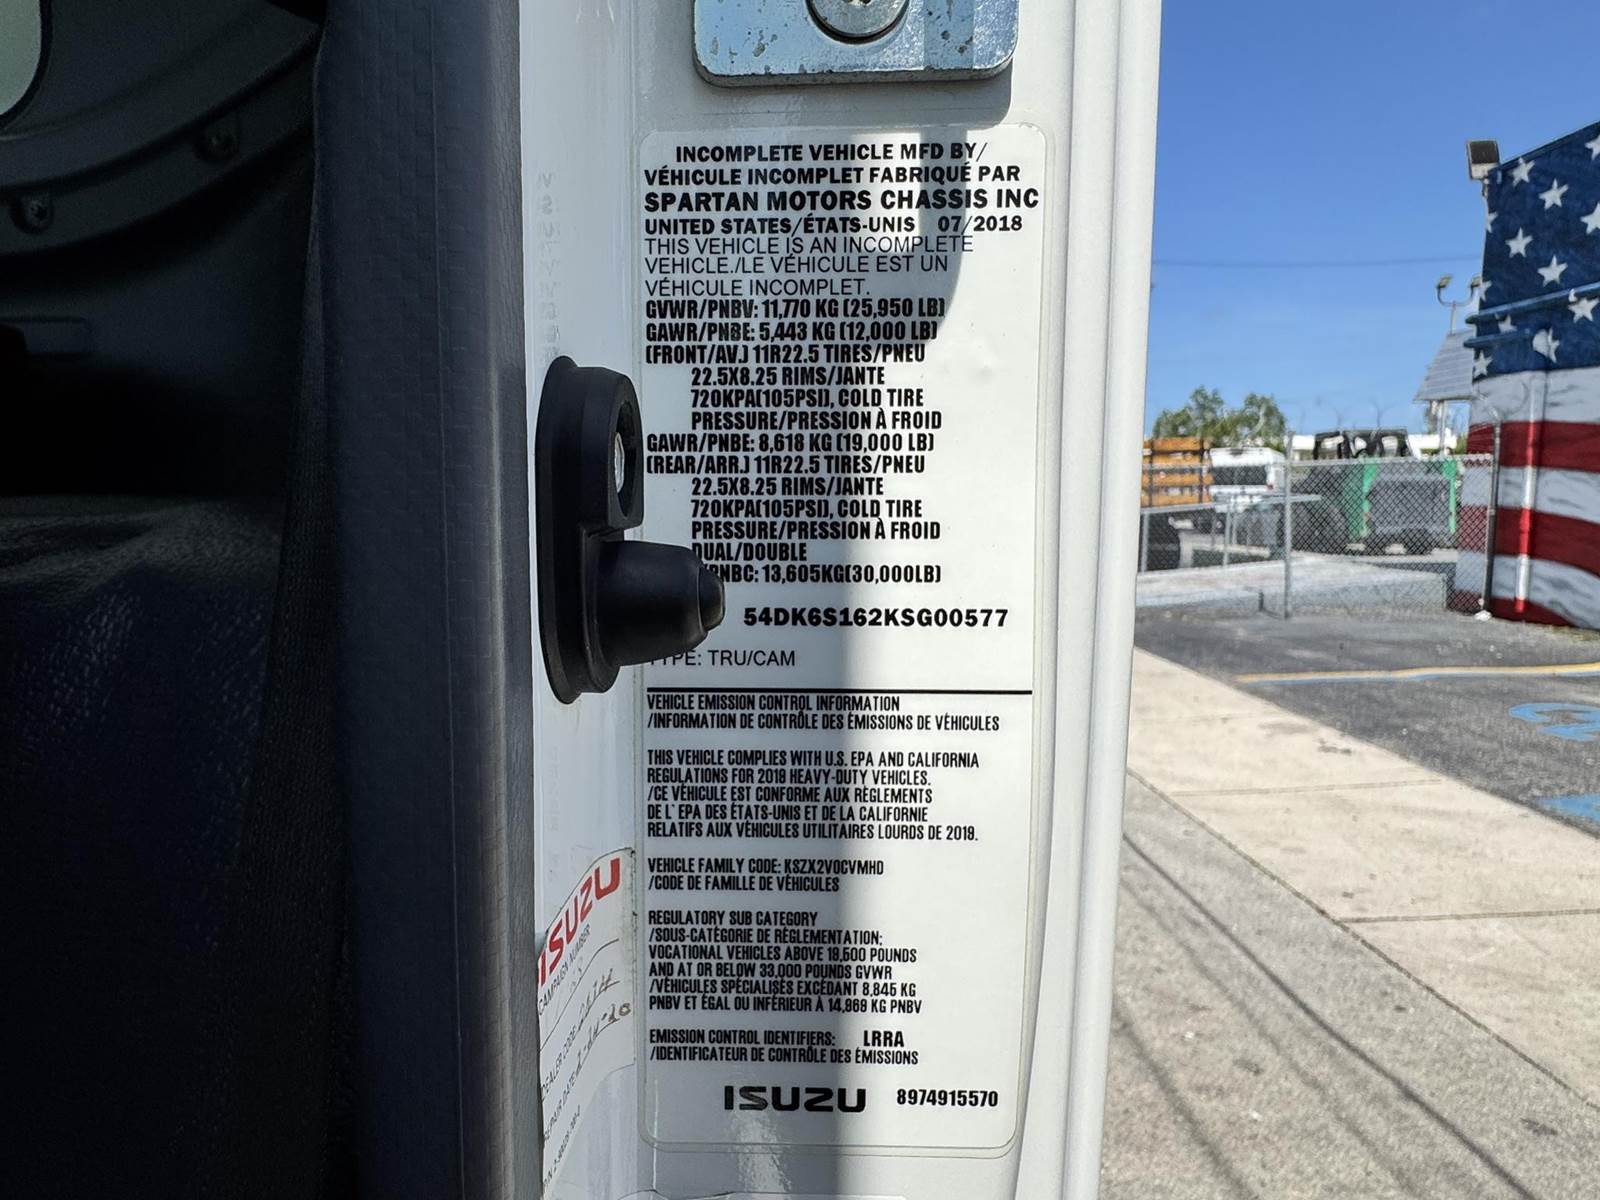 INCOMPLETE VEHICLE MFD BY/
VÉHICULE INCOMPLET FABRIQUÉ PAR
SPARTAN MOTORS CHASSIS INC
UNITED STATES/ÉTATS-UNIS 07/2018
THIS VEHICLE IS AN INCOMPLETE
VEHICLE./LE VÉHICULE EST UN
VÉHICULE INCOMPLET.
GVWR/PNBV: 11,770 KG (25,950 LB)
GAWR/PNBE: 5,443 KG (12,000 LB)
(FRONT/AV.) 11R22.5 TIRES/PNEU
22.5X8.25 RIMS/JANTE
720KPA(105PSI), COLD TIRE
PRESSURE/PRESSION À FROID
GAWR/PNBE: 8,618 KG (19,000 LB)
(REAR/ARR.) 11R22.5 TIRES/PNEU
22.5X8.25 RIMS/JANTE
720KPA(105PSI), COLD TIRE
PRESSURE/PRESSION À FROID
DUAL/DOUBLE
/PNBC: 13,605KG(30,000LB)
54DK6S162KSG00577
TYPE: TRU/CAM
VEHICLE EMISSION CONTROL INFORMATION
/INFORMATION DE CONTRÔLE DES ÉMISSIONS DE VÉHICULES
THIS VEHICLE COMPLIES WITH U.S. EPA AND CALIFORNIA
REGULATIONS FOR 2019 HEAVY-DUTY VEHICLES.
/CE VÉHICULE EST CONFORME AUX RÈGLEMENTS
DE L' EPA DES ÉTATS-UNIS ET DE LA CALIFORNIE
RELATIFS AUX VÉHICULES UTILITAIRES LOURDS DE 2019.
VEHICLE FAMILY CODE: KSZX2VOCVMHD
/CODE DE FAMILLE DE VÉHICULES
REGULATORY SUB CATEGORY
/SOUS-CATÉGORIE DE RÈGLEMENTATION:
VOCATIONAL VEHICLES ABOVE 19,500 POUNDS
AND AT OR BELOW 33,000 POUNDS GVWR
/VÉHICULES SPÉCIALISÉS EXCÉDANT 8,845 KG
PNBV ET ÉGAL OU INFÉRIEUR À 14,969 KG PNBV
EMISSION CONTROL IDENTIFIERS: LRRA
/IDENTIFICATEUR DE CONTRÔLE DES ÉMISSIONS
ISUZU 8974915570
ISUZU
CAMPAIGN NUMBER
DEALER CODE:
REPAIR DATE: